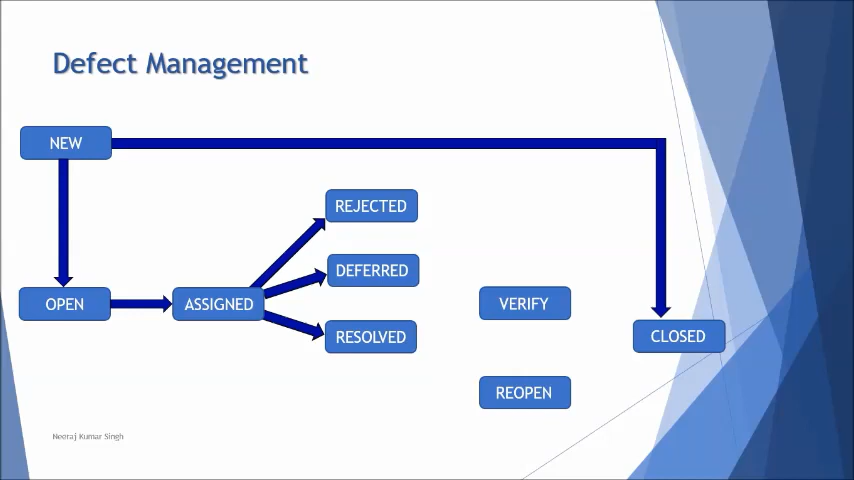 Defect Management
NEW
REJECTED
DEFERRED
OPEN
ASSIGNED
VERIFY
RESOLVED
CLOSED
REOPEN
Neeraj Kumar Singh